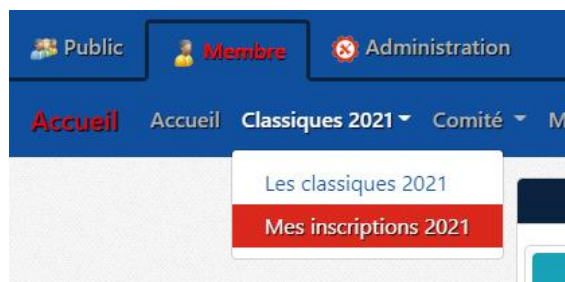 Public Membre Administration
Accueil Accueil Classiques 2021 Comité M
Les classiques 2021
Mes inscriptions 2021